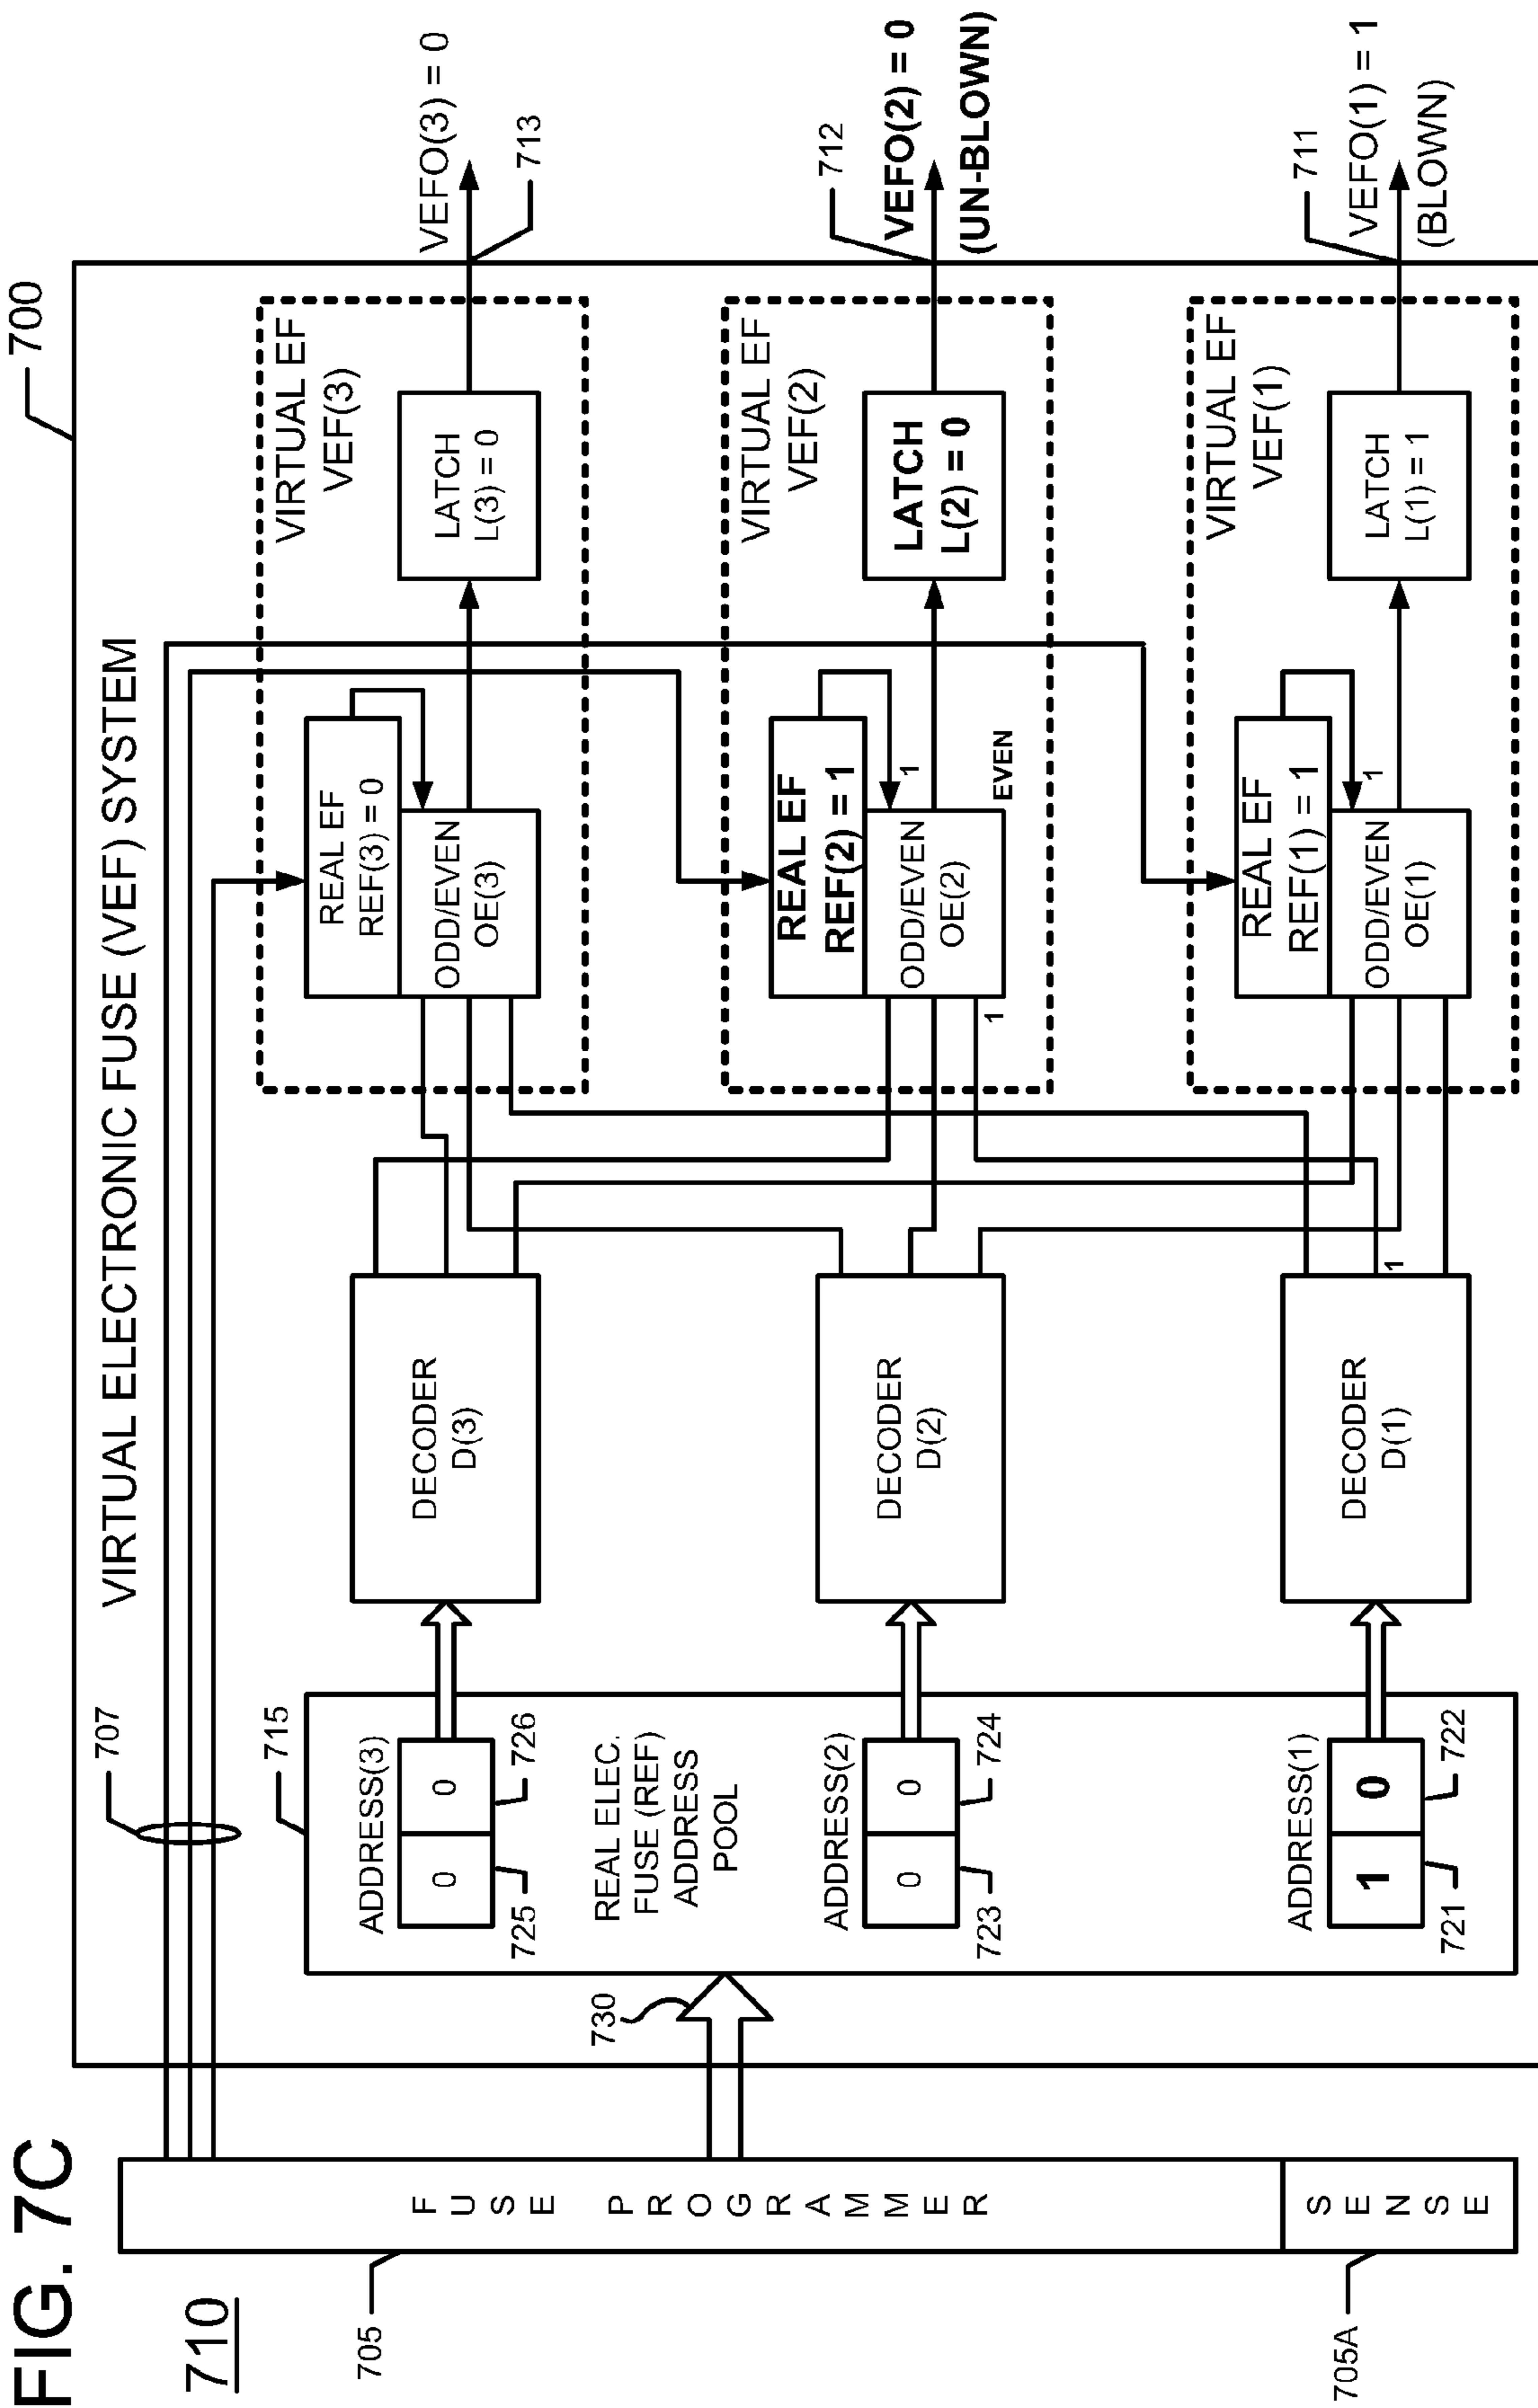 FIG. 7C
710
700
VIRTUAL ELECTRONIC FUSE (VEF) SYSTEM
707
705
FUSE PROGRAMMER
705A
SENSE
730
715
ADDRESS(3)
0 0
725
726
REAL ELEC.
FUSE (REF)
ADDRESS
POOL
ADDRESS(2)
0 0
723
724
ADDRESS(1)
1 0
721
722
DECODER
D(3)
DECODER
D(2)
DECODER
D(1)
1
VIRTUAL EF
VEF(3)
REAL EF
REF(3) = 0
ODD/EVEN
OE(3)
LATCH
L(3) = 0
VEFO(3) = 0
713
VIRTUAL EF
VEF(2)
REAL EF
REF(2) = 1
1
ODD/EVEN
OE(2)
1
EVEN
LATCH
L(2) = 0
712
VEFO(2) = 0
(UN-BLOWN)
VIRTUAL EF
VEF(1)
REAL EF
REF(1) = 1
1
ODD/EVEN
OE(1)
LATCH
L(1) = 1
711
VEFO(1) = 1
(BLOWN)